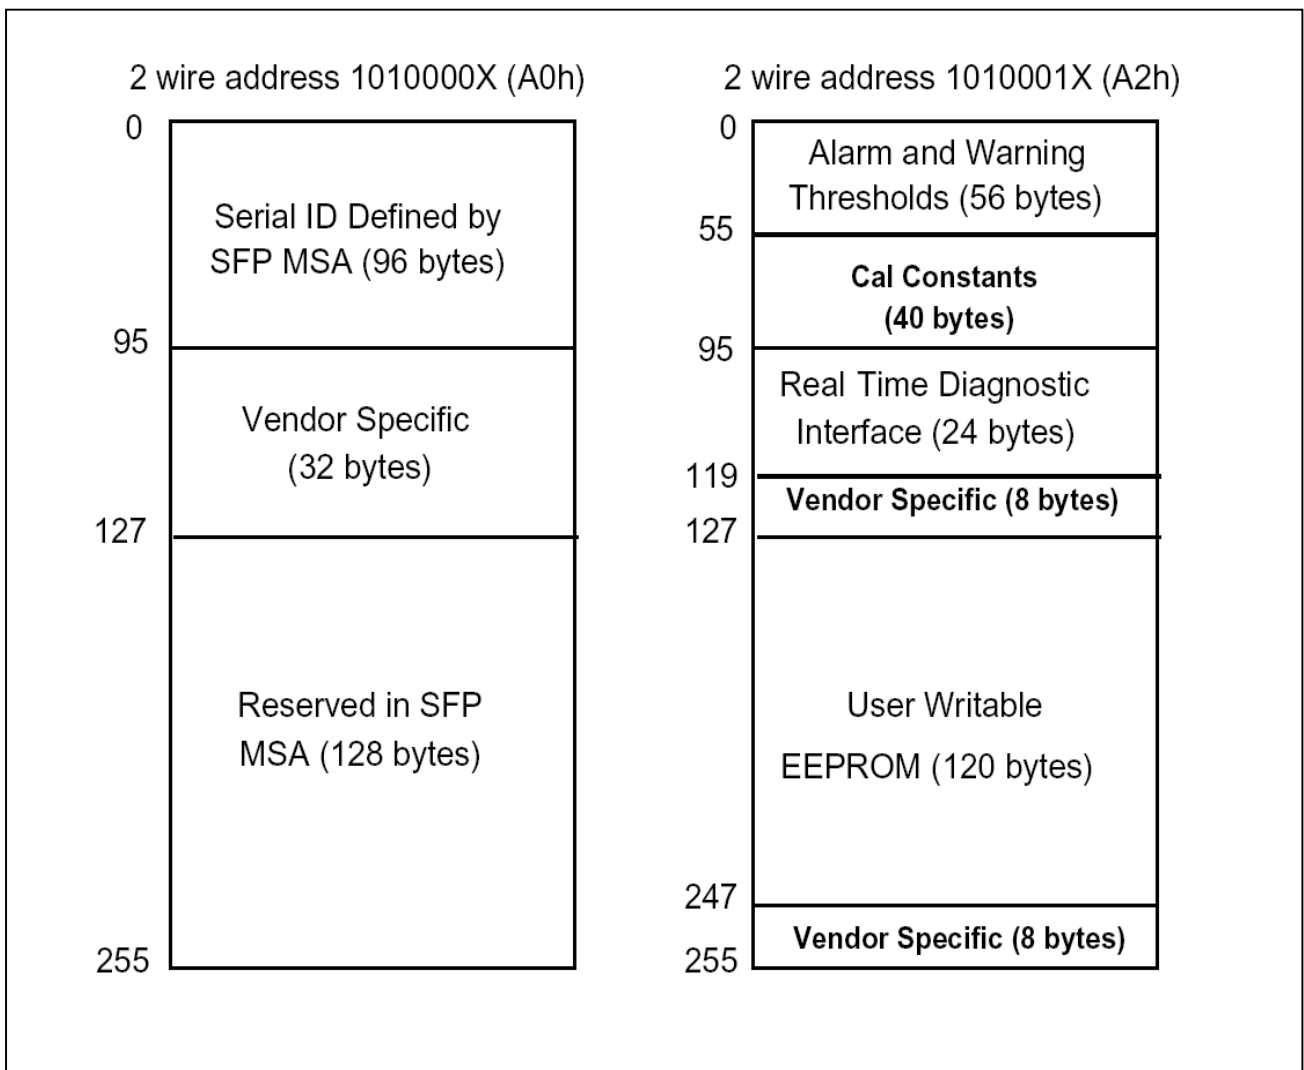 2 wire address 1010000X (A0h)
0
Serial ID Defined by
SFP MSA (96 bytes)
95
Vendor Specific
(32 bytes)
127
Reserved in SFP
MSA (128 bytes)
255
2 wire address 1010001X (A2h)
0
Alarm and Warning
Thresholds (56 bytes)
55
Cal Constants
(40 bytes)
95
Real Time Diagnostic
Interface (24 bytes)
119
Vendor Specific (8 bytes)
127
User Writable
EEPROM (120 bytes)
247
Vendor Specific (8 bytes)
255